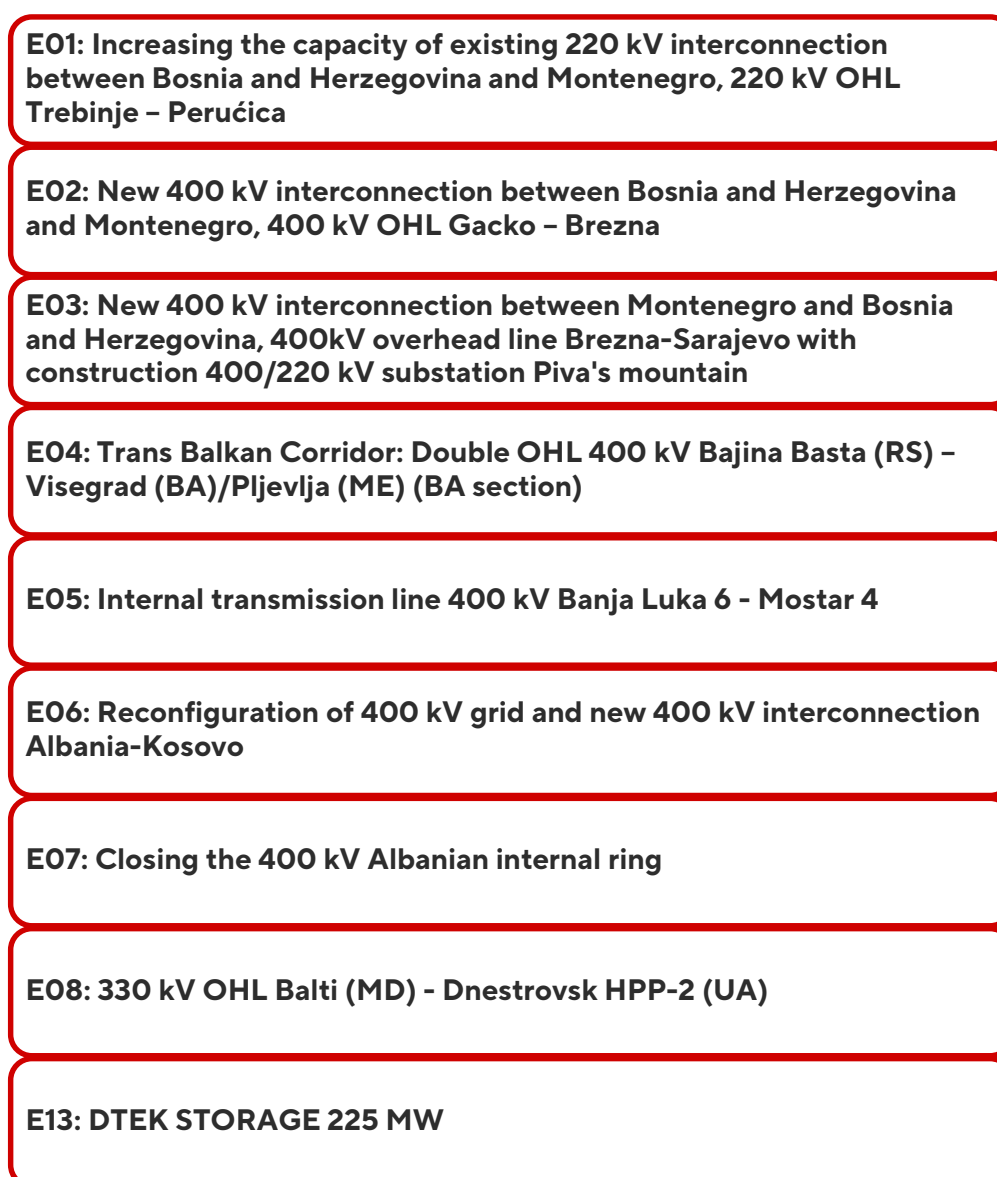 E01: Increasing the capacity of existing 220 kV interconnection
between Bosnia and Herzegovina and Montenegro, 220 kV OHL
Trebinje – Perućica
E02: New 400 kV interconnection between Bosnia and Herzegovina
and Montenegro, 400 kV OHL Gacko – Brezna
E03: New 400 kV interconnection between Montenegro and Bosnia
and Herzegovina, 400kV overhead line Brezna-Sarajevo with
construction 400/220 kV substation Piva's mountain
E04: Trans Balkan Corridor: Double OHL 400 kV Bajina Basta (RS) –
Visegrad (BA)/Pljevlja (ME) (BA section)
E05: Internal transmission line 400 kV Banja Luka 6 - Mostar 4
E06: Reconfiguration of 400 kV grid and new 400 kV interconnection
Albania-Kosovo
E07: Closing the 400 kV Albanian internal ring
E08: 330 kV OHL Balti (MD) - Dnestrovsk HPP-2 (UA)
E13: DTEK STORAGE 225 MW